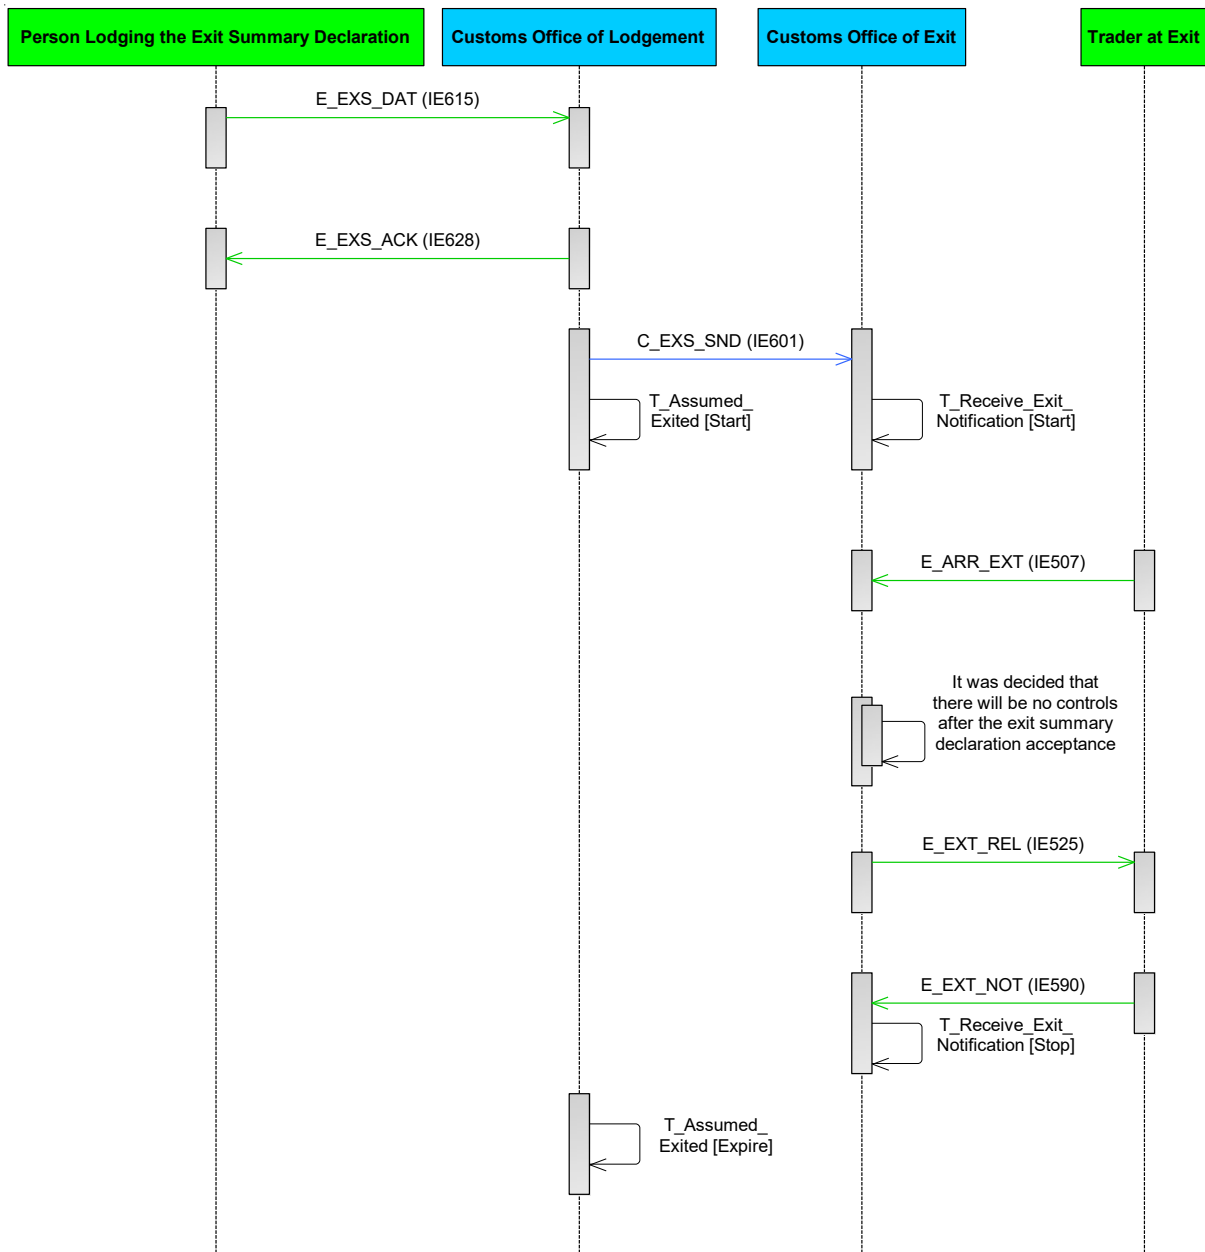 Person Lodging the Exit Summary Declaration
Customs Office of Lodgement
Customs Office of Exit
Trader at Exit
E_EXS_DAT (IE615)
E_EXS_ACK (IE628)
C_EXS_SND (IE601)
T_Assumed_
Exited [Start]
T_Receive_Exit_
Notification [Start]
E_ARR_EXT (IE507)
It was decided that
there will be no controls
after the exit summary
declaration acceptance
E_EXT_REL (IE525)
E_EXT_NOT (IE590)
T_Receive_Exit_
Notification [Stop]
T_Assumed_
Exited [Expire]